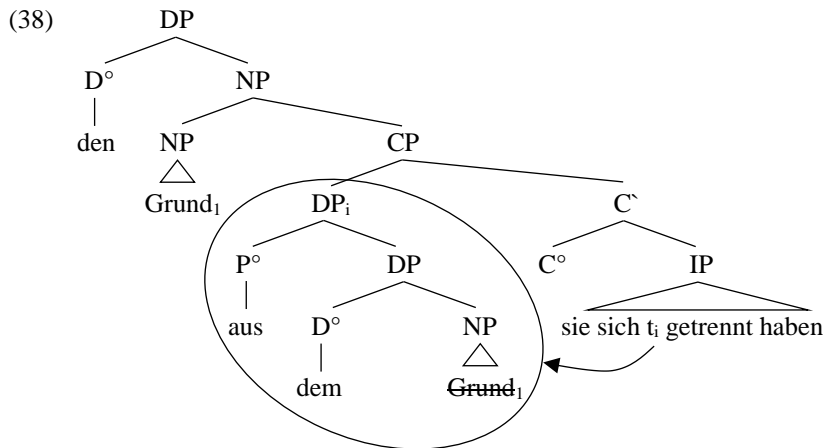 (38) DP
D° NP
den NP CP
Grund₁ DPᵢ C`
P° DP C° IP
aus D° NP sie sich tᵢ getrennt haben
dem Grund₁